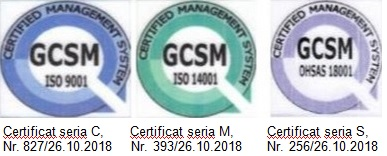 CERTIFIED MANAGEMENT SYSTEM
GCSM
ISO 9001
CERTIFIED MANAGEMENT SYSTEM
GCSM
ISO 14001
CERTIFIED MANAGEMENT SYSTEM
GCSM
OHSAS 18001
Certificat seria C,
Nr. 827/26.10.2018
Certificat seria M,
Nr. 393/26.10.2018
Certificat seria S,
Nr. 256/26.10.2018